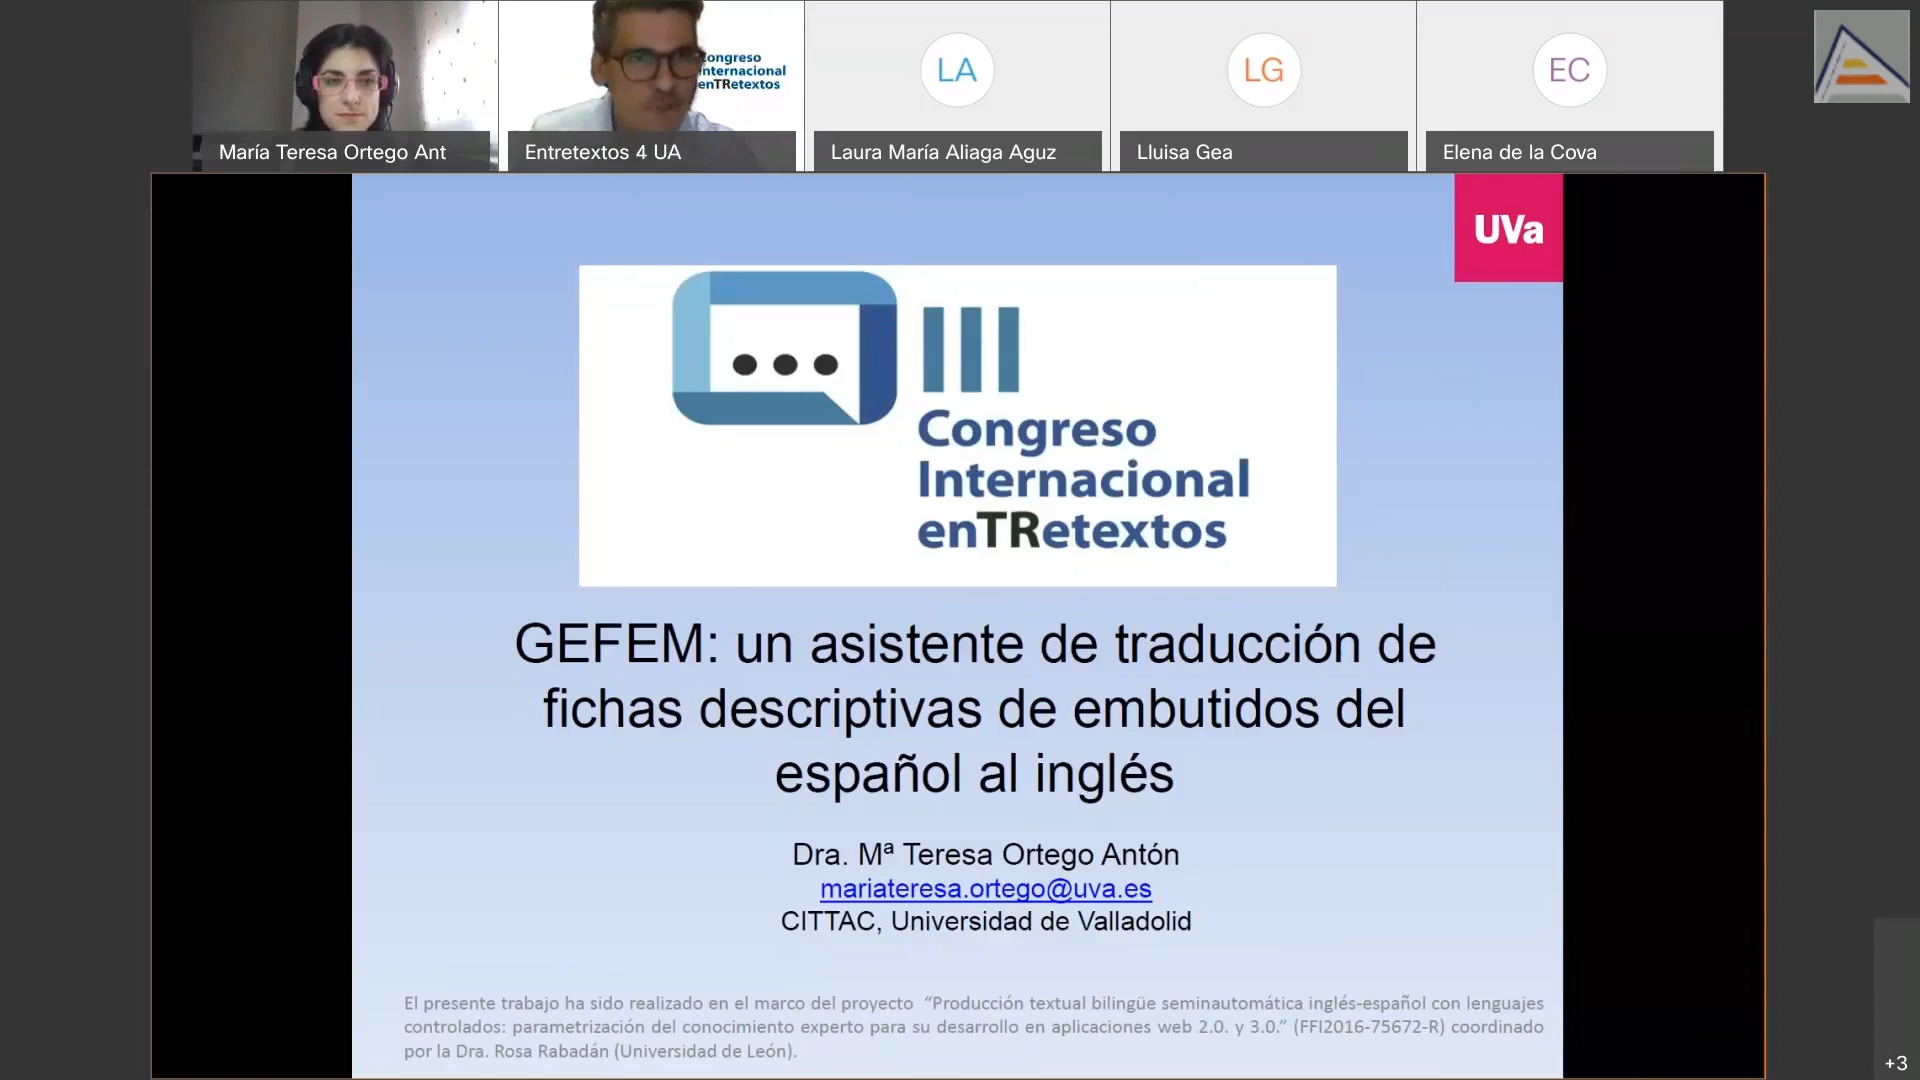 Congreso
Internacional
enTRetextos
LA
LG
EC
María Teresa Ortego Ant
Entretextos 4 UA
Laura María Aliaga Aguz
Lluisa Gea
Elena de la Cova
UVa
III
Congreso
Internacional
enTRetextos
GEFEM: un asistente de traducción de
fichas descriptivas de embutidos del
español al inglés
Dra. Mª Teresa Ortego Antón
mariateresa.ortego@uva.es
CITTAC, Universidad de Valladolid
El presente trabajo ha sido realizado en el marco del proyecto “Producción textual bilingüe seminautomática inglés-español con lenguajes
controlados: parametrización del conocimiento experto para su desarrollo en aplicaciones web 2.0. y 3.0.” (FFI2016-75672-R) coordinado
por la Dra. Rosa Rabadán (Universidad de León).
+3